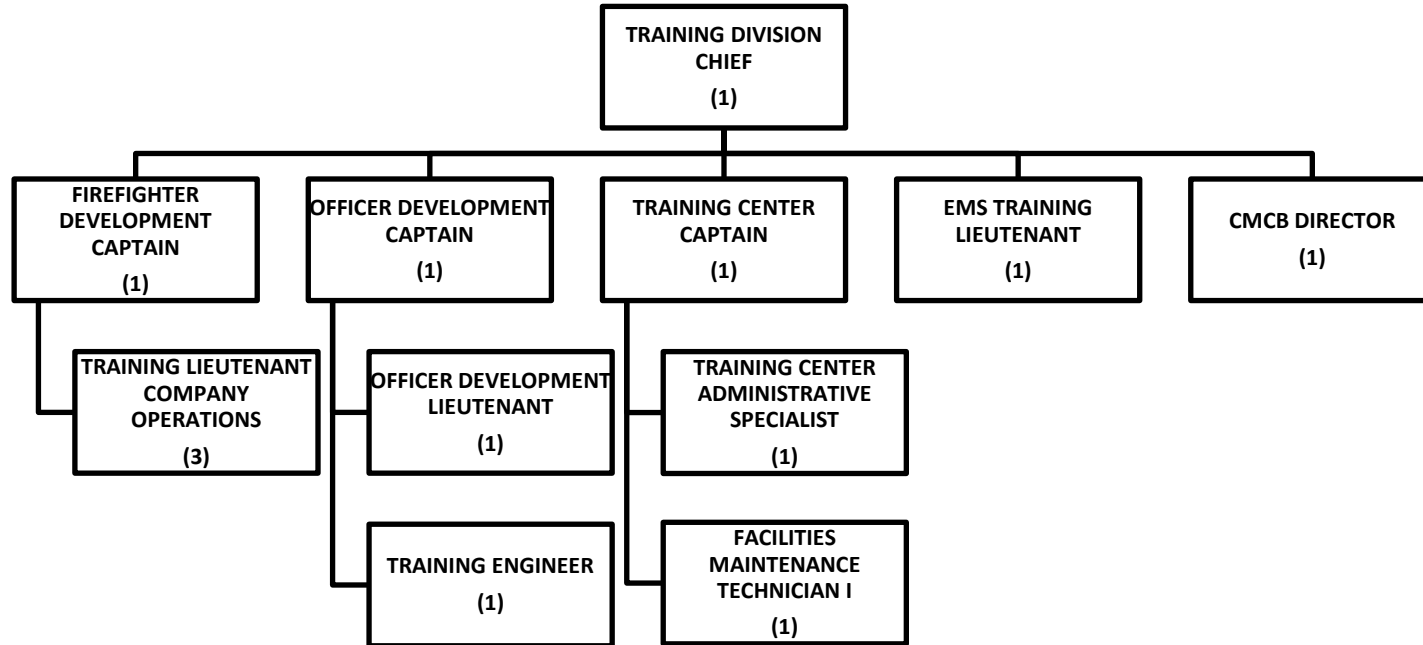 TRAINING DIVISION
CHIEF
(1)
FIREFIGHTER
DEVELOPMENT
CAPTAIN
(1)
OFFICER DEVELOPMENT
CAPTAIN
(1)
TRAINING CENTER
CAPTAIN
(1)
EMS TRAINING
LIEUTENANT
(1)
CMCB DIRECTOR
(1)
TRAINING LIEUTENANT
COMPANY
OPERATIONS
(3)
OFFICER DEVELOPMENT
LIEUTENANT
(1)
TRAINING CENTER
ADMINISTRATIVE
SPECIALIST
(1)
TRAINING ENGINEER
(1)
FACILITIES
MAINTENANCE
TECHNICIAN I
(1)